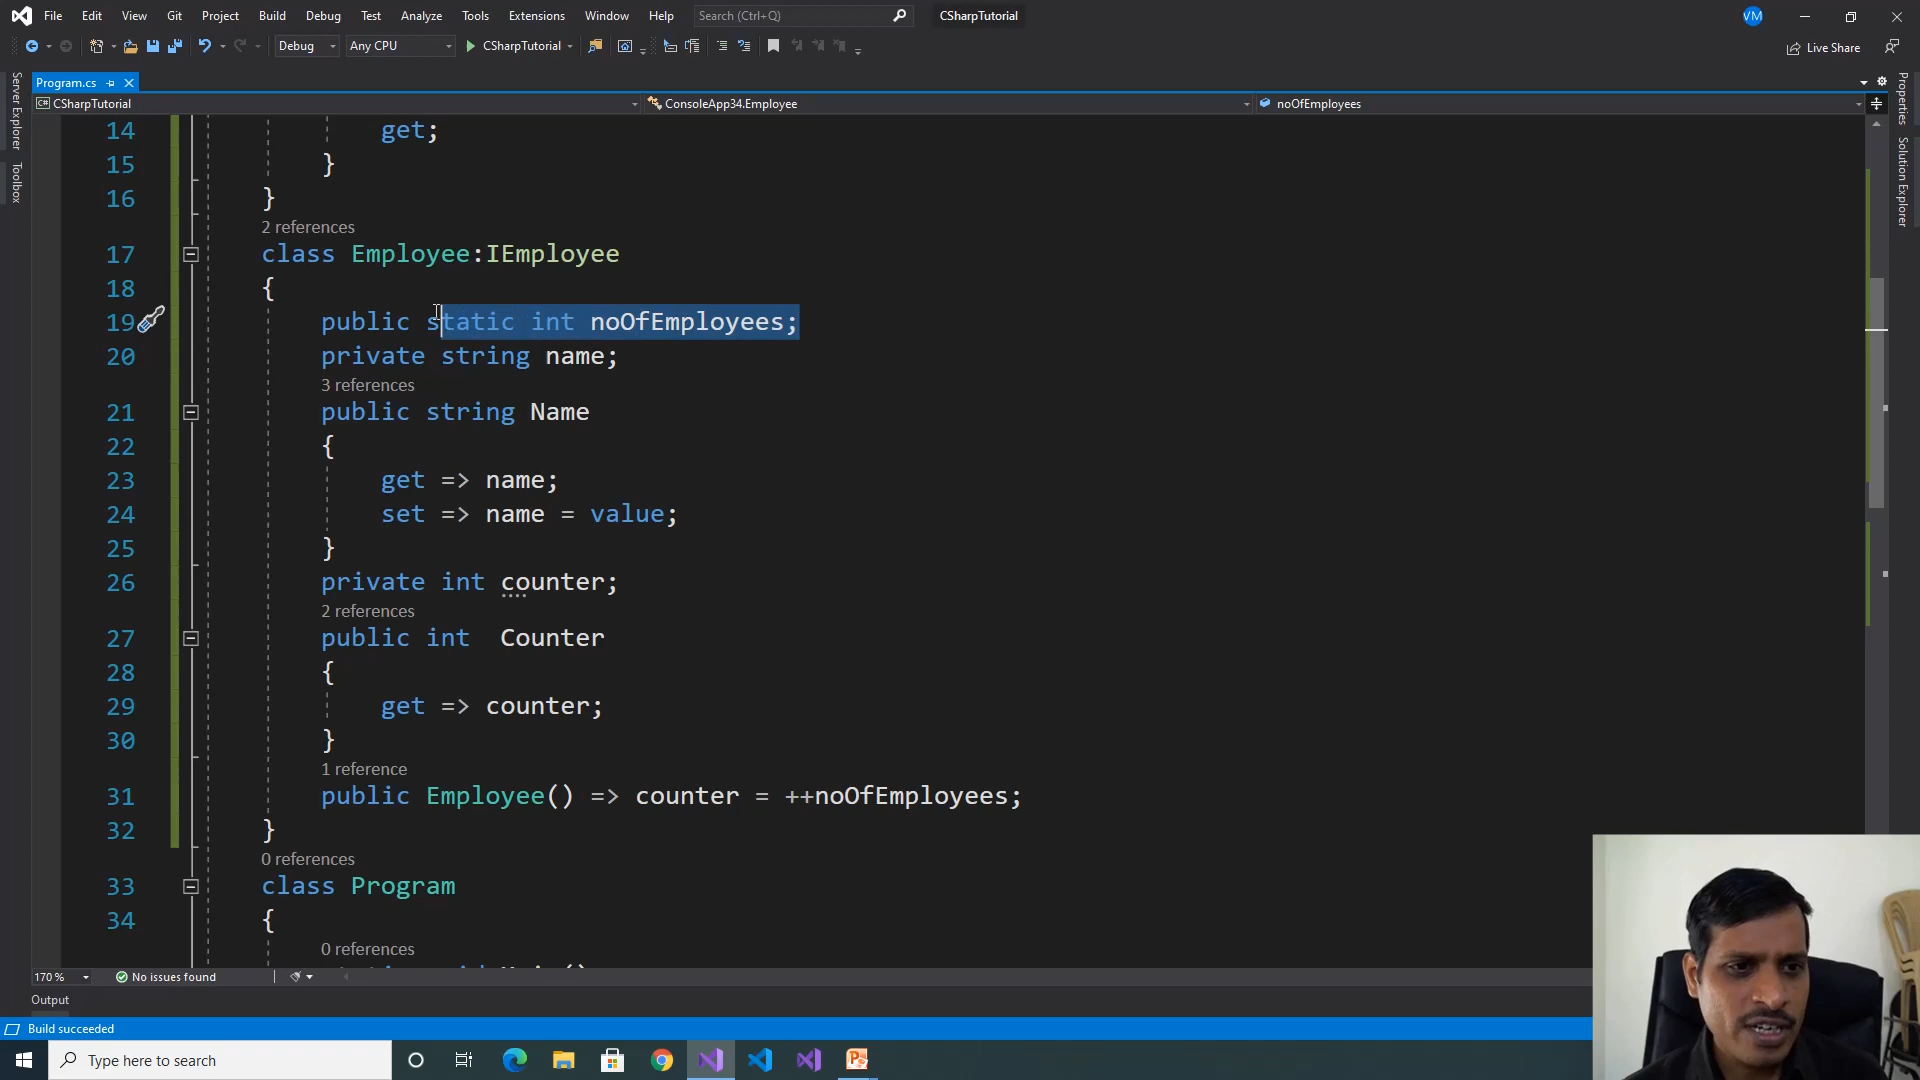 File Edit View Git Project Build Debug Test Analyze Tools Extensions Window Help Search (Ctrl+Q) CSharpTutorial VM
Debug Any CPU CSharpTutorial Live Share
Program.cs
CSharpTutorial ConsoleApp34.Employee noOfEmployees
Server Explorer
Toolbox
Properties
Solution Explorer
14 get;
15 }
16 }
2 references
17 class Employee:IEmployee
18 {
19 public static int noOfEmployees;
20 private string name;
3 references
21 public string Name
22 {
23 get => name;
24 set => name = value;
25 }
26 private int counter;
2 references
27 public int  Counter
28 {
29 get => counter;
30 }
1 reference
31 public Employee() => counter = ++noOfEmployees;
32 }
0 references
33 class Program
34 {
0 references
170 % No issues found
Output
Build succeeded
Type here to search